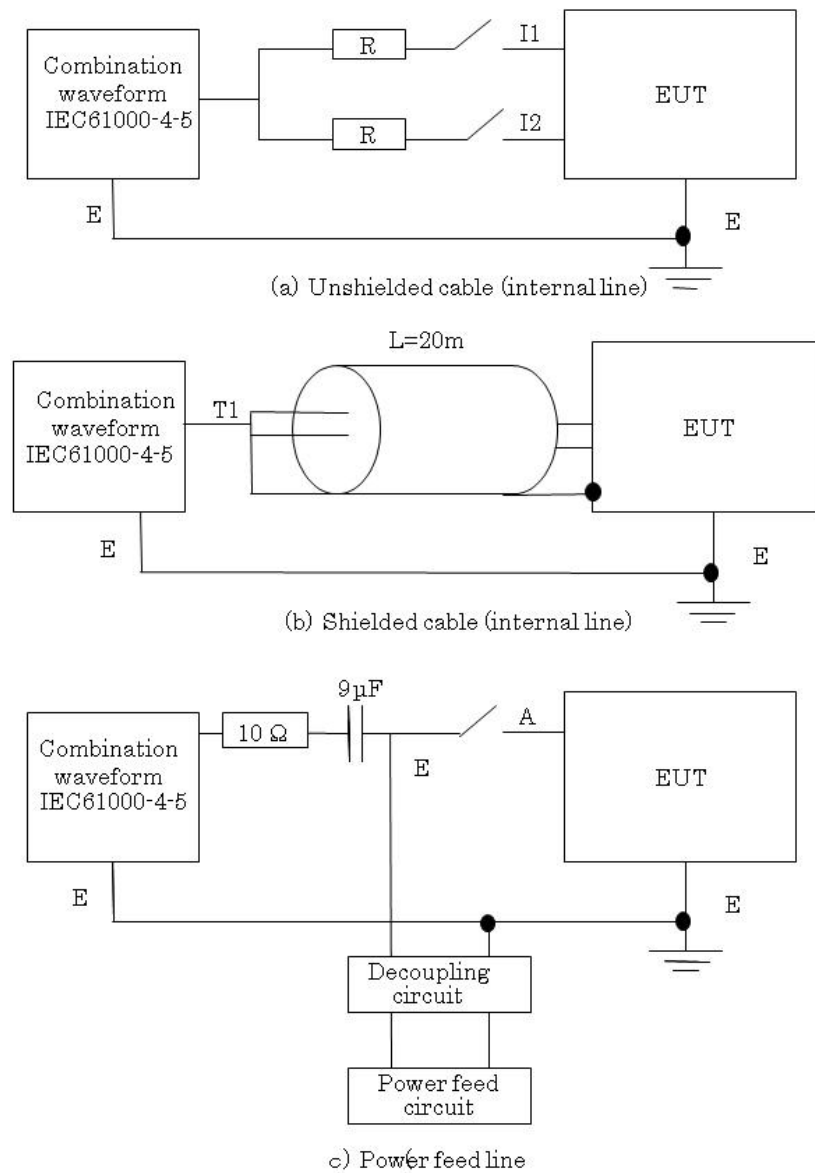 Combination
waveform
IEC61000-4-5
R
I1
R
I2
EUT
E
E
(a) Unshielded cable (internal line)
L=20m
Combination
waveform
IEC61000-4-5
T1
EUT
E
E
(b) Shielded cable (internal line)
9μF
Combination
waveform
IEC61000-4-5
10 Ω
E
A
EUT
E
E
Decoupling
circuit
Power feed
circuit
c) Power feed line
(